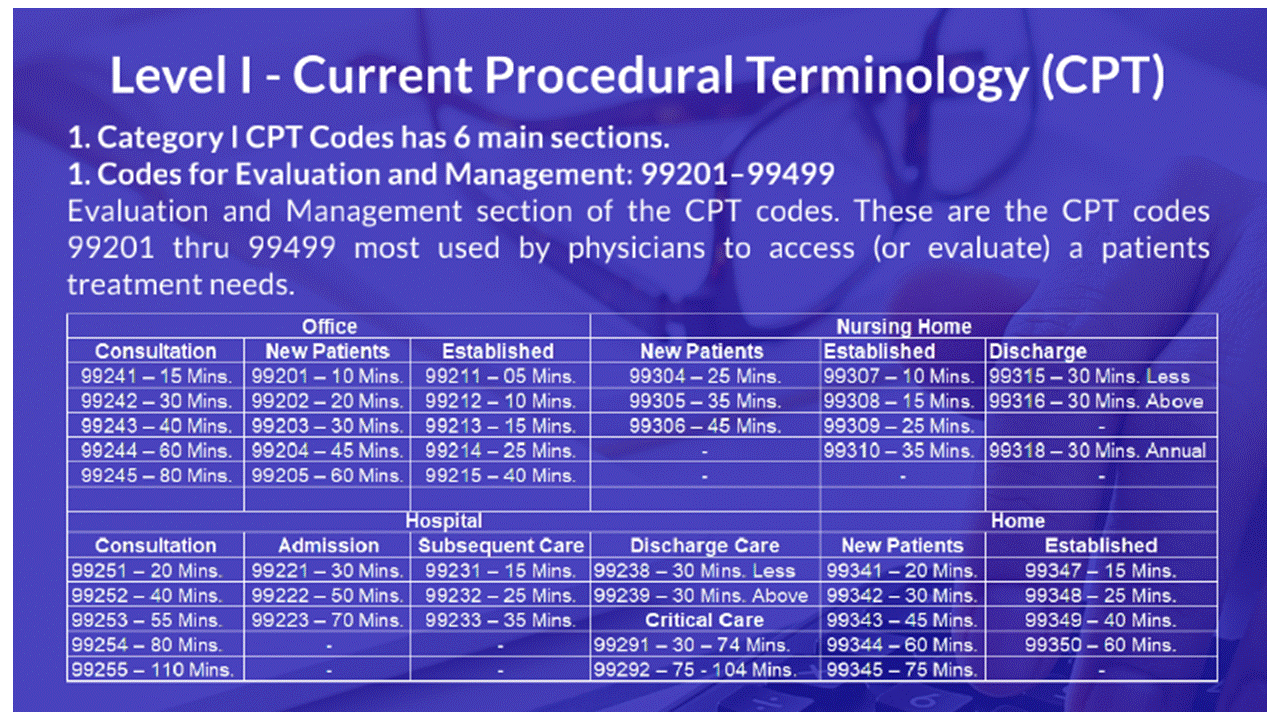 Level I - Current Procedural Terminology (CPT)
1. Category I CPT Codes has 6 main sections.
1. Codes for Evaluation and Management: 99201–99499
Evaluation and Management section of the CPT codes. These are the CPT codes
99201 thru 99499 most used by physicians to access (or evaluate) a patients
treatment needs.
Office Nursing Home
Consultation New Patients Established New Patients Established Discharge
99241 – 15 Mins. 99201 – 10 Mins. 99211 – 05 Mins. 99304 – 25 Mins. 99307 – 10 Mins. 99315 – 30 Mins. Less
99242 – 30 Mins. 99202 – 20 Mins. 99212 – 10 Mins. 99305 – 35 Mins. 99308 – 15 Mins. 99316 – 30 Mins. Above
99243 – 40 Mins. 99203 – 30 Mins. 99213 – 15 Mins. 99306 – 45 Mins. 99309 – 25 Mins. -
99244 – 60 Mins. 99204 – 45 Mins. 99214 – 25 Mins. - 99310 – 35 Mins. 99318 – 30 Mins. Annual
99245 – 80 Mins. 99205 – 60 Mins. 99215 – 40 Mins. - - -
Hospital Home
Consultation Admission Subsequent Care Discharge Care New Patients Established
99251 – 20 Mins. 99221 – 30 Mins. 99231 – 15 Mins. 99238 – 30 Mins. Less 99341 – 20 Mins. 99347 – 15 Mins.
99252 – 40 Mins. 99222 – 50 Mins. 99232 – 25 Mins. 99239 – 30 Mins. Above 99342 – 30 Mins. 99348 – 25 Mins.
99253 – 55 Mins. 99223 – 70 Mins. 99233 – 35 Mins. Critical Care 99343 – 45 Mins. 99349 – 40 Mins.
99254 – 80 Mins. - - 99291 – 30 – 74 Mins. 99344 – 60 Mins. 99350 – 60 Mins.
99255 – 110 Mins. - - 99292 – 75 - 104 Mins. 99345 – 75 Mins. -